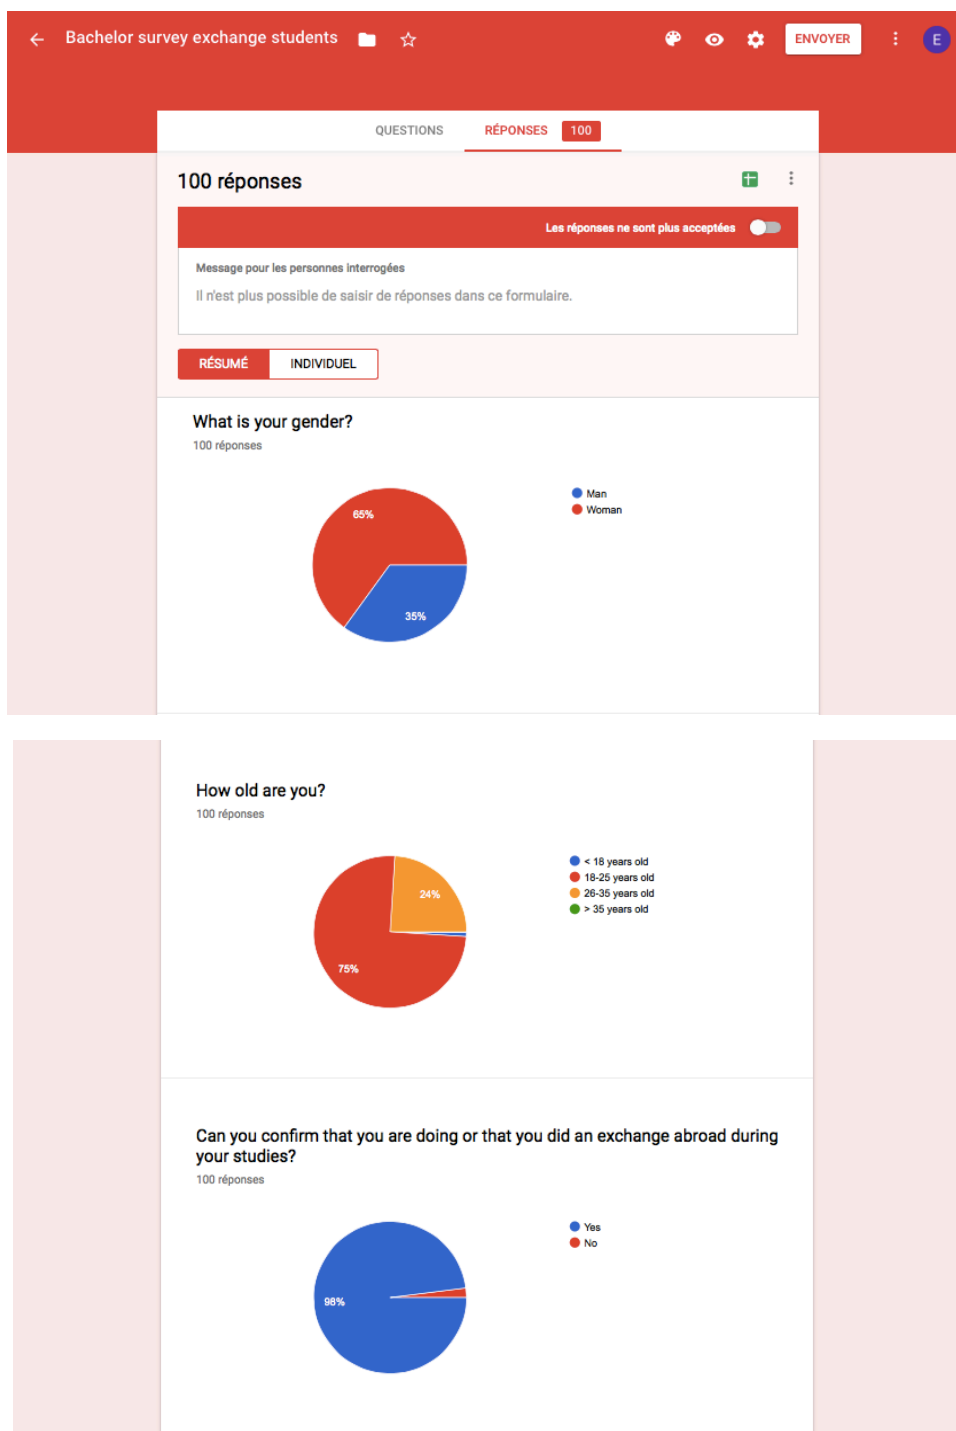 Bachelor survey exchange students
ENVOYER
E
QUESTIONS
RÉPONSES 100
100 réponses
Les réponses ne sont plus acceptées
Message pour les personnes interrogées
Il n'est plus possible de saisir de réponses dans ce formulaire.
RÉSUMÉ
INDIVIDUEL
What is your gender?
100 réponses
65%
35%
Man
Woman
How old are you?
100 réponses
24%
75%
< 18 years old
18-25 years old
26-35 years old
> 35 years old
Can you confirm that you are doing or that you did an exchange abroad during
your studies?
100 réponses
98%
Yes
No